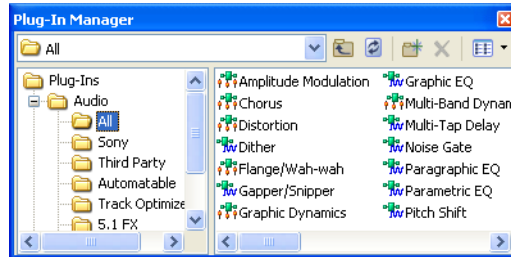 Plug-In Manager
All
Plug-Ins
Audio
All
Sony
Third Party
Automatable
Track Optimize
5.1 FX
Amplitude Modulation
Chorus
Distortion
Dither
Flange/Wah-wah
Gapper/Snipper
Graphic Dynamics
Graphic EQ
Multi-Band Dynan
Multi-Tap Delay
Noise Gate
Paragraphic EQ
Parametric EQ
Pitch Shift